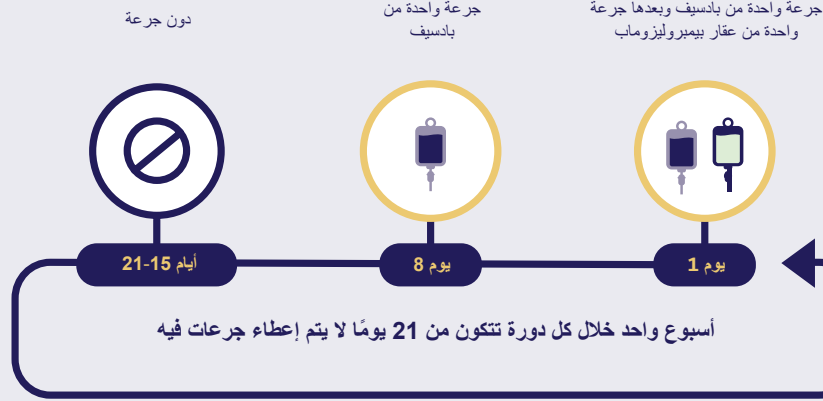 جرعة واحدة من بادسيف وبعدها جرعة
واحدة من عقار بيمبروليزوماب
جرعة واحدة من
بادسيف
دون جرعة
يوم 1
يوم 8
أيام 15-21
أسبوع واحد خلال كل دورة تتكون من 21 يومًا لا يتم إعطاء جرعات فيه